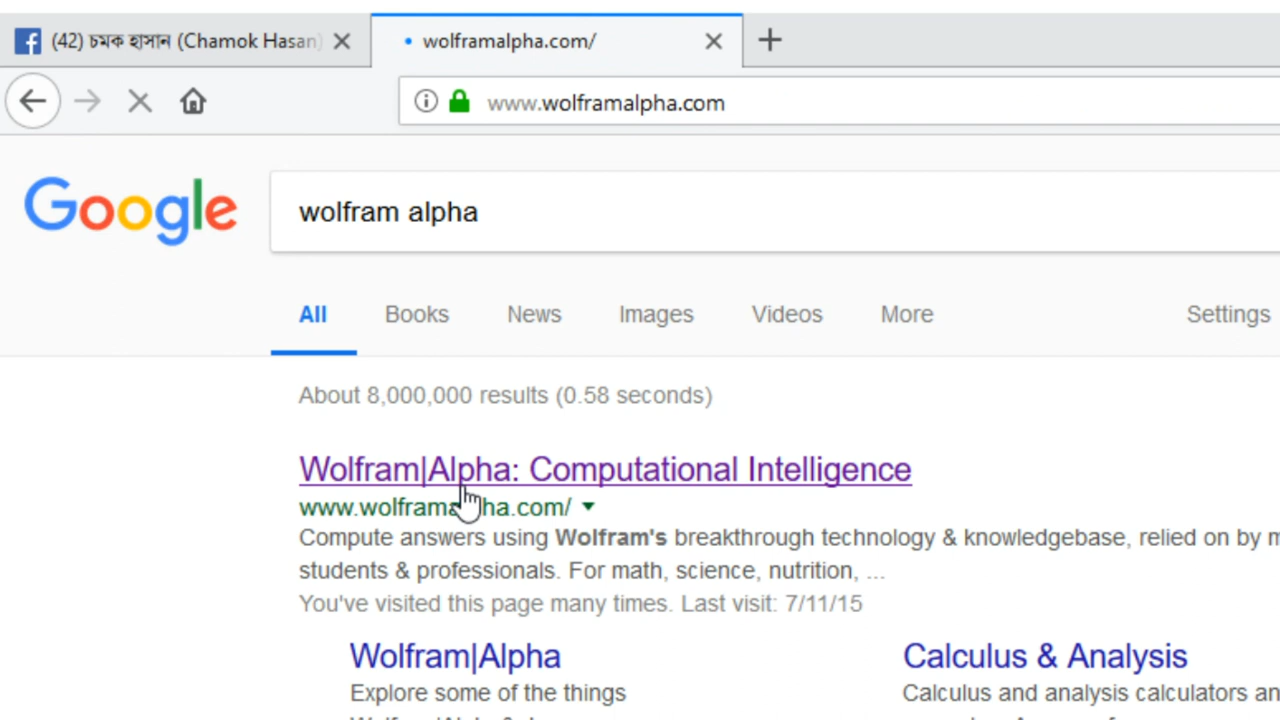 (42) চমক হাসান (Chamok Hasan)
wolframalpha.com/
www.wolframalpha.com
Google
wolfram alpha
All Books News Images Videos More Settings
About 8,000,000 results (0.58 seconds)
Wolfram|Alpha: Computational Intelligence
www.wolframalpha.com/
Compute answers using Wolfram's breakthrough technology & knowledgebase, relied on by
students & professionals. For math, science, nutrition, ...
You've visited this page many times. Last visit: 7/11/15
Wolfram|Alpha Calculus & Analysis
Explore some of the things Calculus and analysis calculators